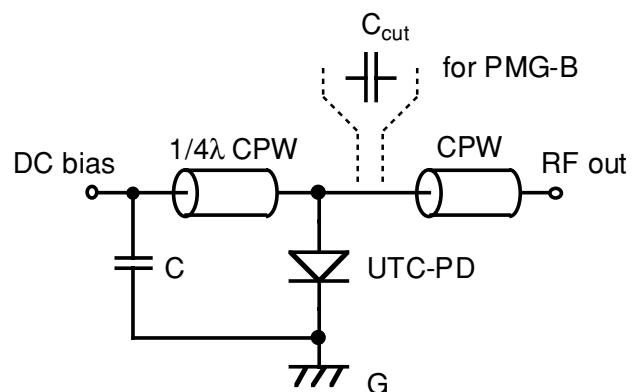 C_cut
for PMG-B
DC bias
1/4λ CPW
CPW
RF out
C
UTC-PD
G